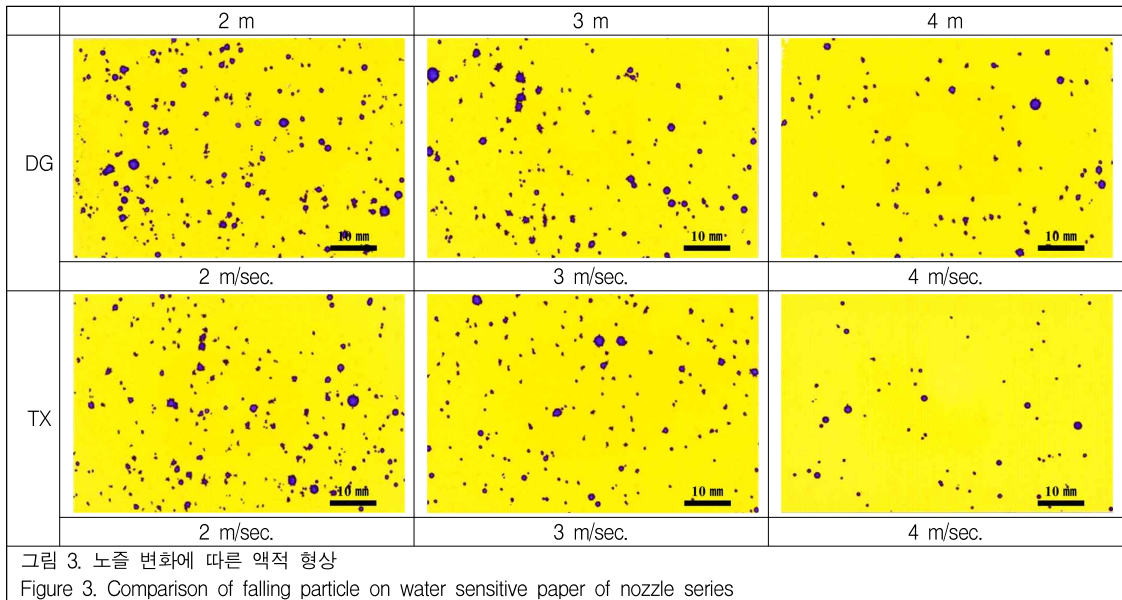 2 m 3 m 4 m
DG
10 mm 10 mm 10 mm
2 m/sec. 3 m/sec. 4 m/sec.
TX
10 mm 10 mm 10 mm
2 m/sec. 3 m/sec. 4 m/sec.
그림 3. 노즐 변화에 따른 액적 형상
Figure 3. Comparison of falling particle on water sensitive paper of nozzle series